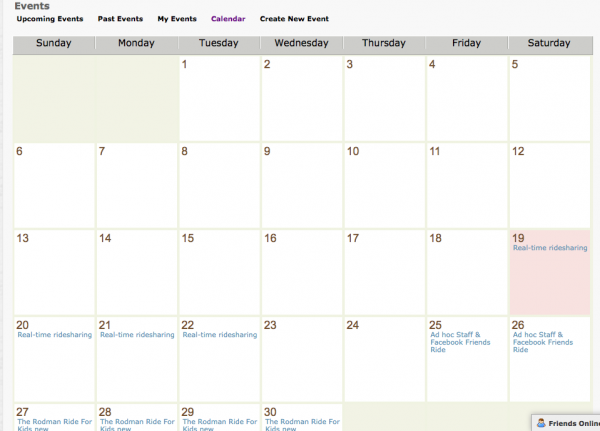 Events
Upcoming Events Past Events My Events Calendar Create New Event
Sunday Monday Tuesday Wednesday Thursday Friday Saturday
1 2 3 4 5
6 7 8 9 10 11 12
13 14 15 16 17 18 19
Real-time ridesharing
20 21 22 23 24 25 26
Real-time ridesharing Real-time ridesharing Real-time ridesharing Ad hoc Staff & Ad hoc Staff &
Facebook Friends Facebook Friends
Ride Ride
27 28 29 30
The Rodman Ride For The Rodman Ride For The Rodman Ride For The Rodman Ride For
Kids new Kids new Kids new Kids new
Friends Online